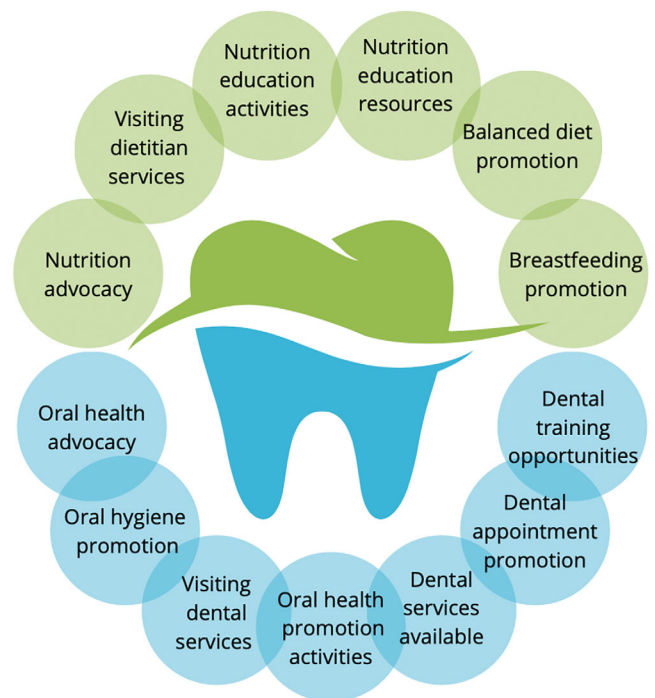 Nutrition
education
activities
Nutrition
education
resources
Visiting
dietitian
services
Balanced diet
promotion
Nutrition
advocacy
Breastfeeding
promotion
Oral health
advocacy
Dental
training
opportunities
Oral hygiene
promotion
Dental
appointment
promotion
Visiting
dental
services
Oral health
promotion
activities
Dental
services
available